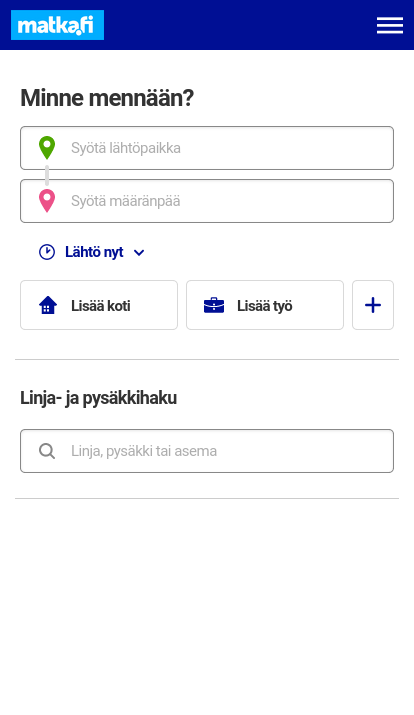 matka.fi
Minne mennään?
Syötä lähtöpaikka
Syötä määränpää
Lähtö nyt
Lisää koti
Lisää työ
Linja- ja pysäkkihaku
Linja, pysäkki tai asema